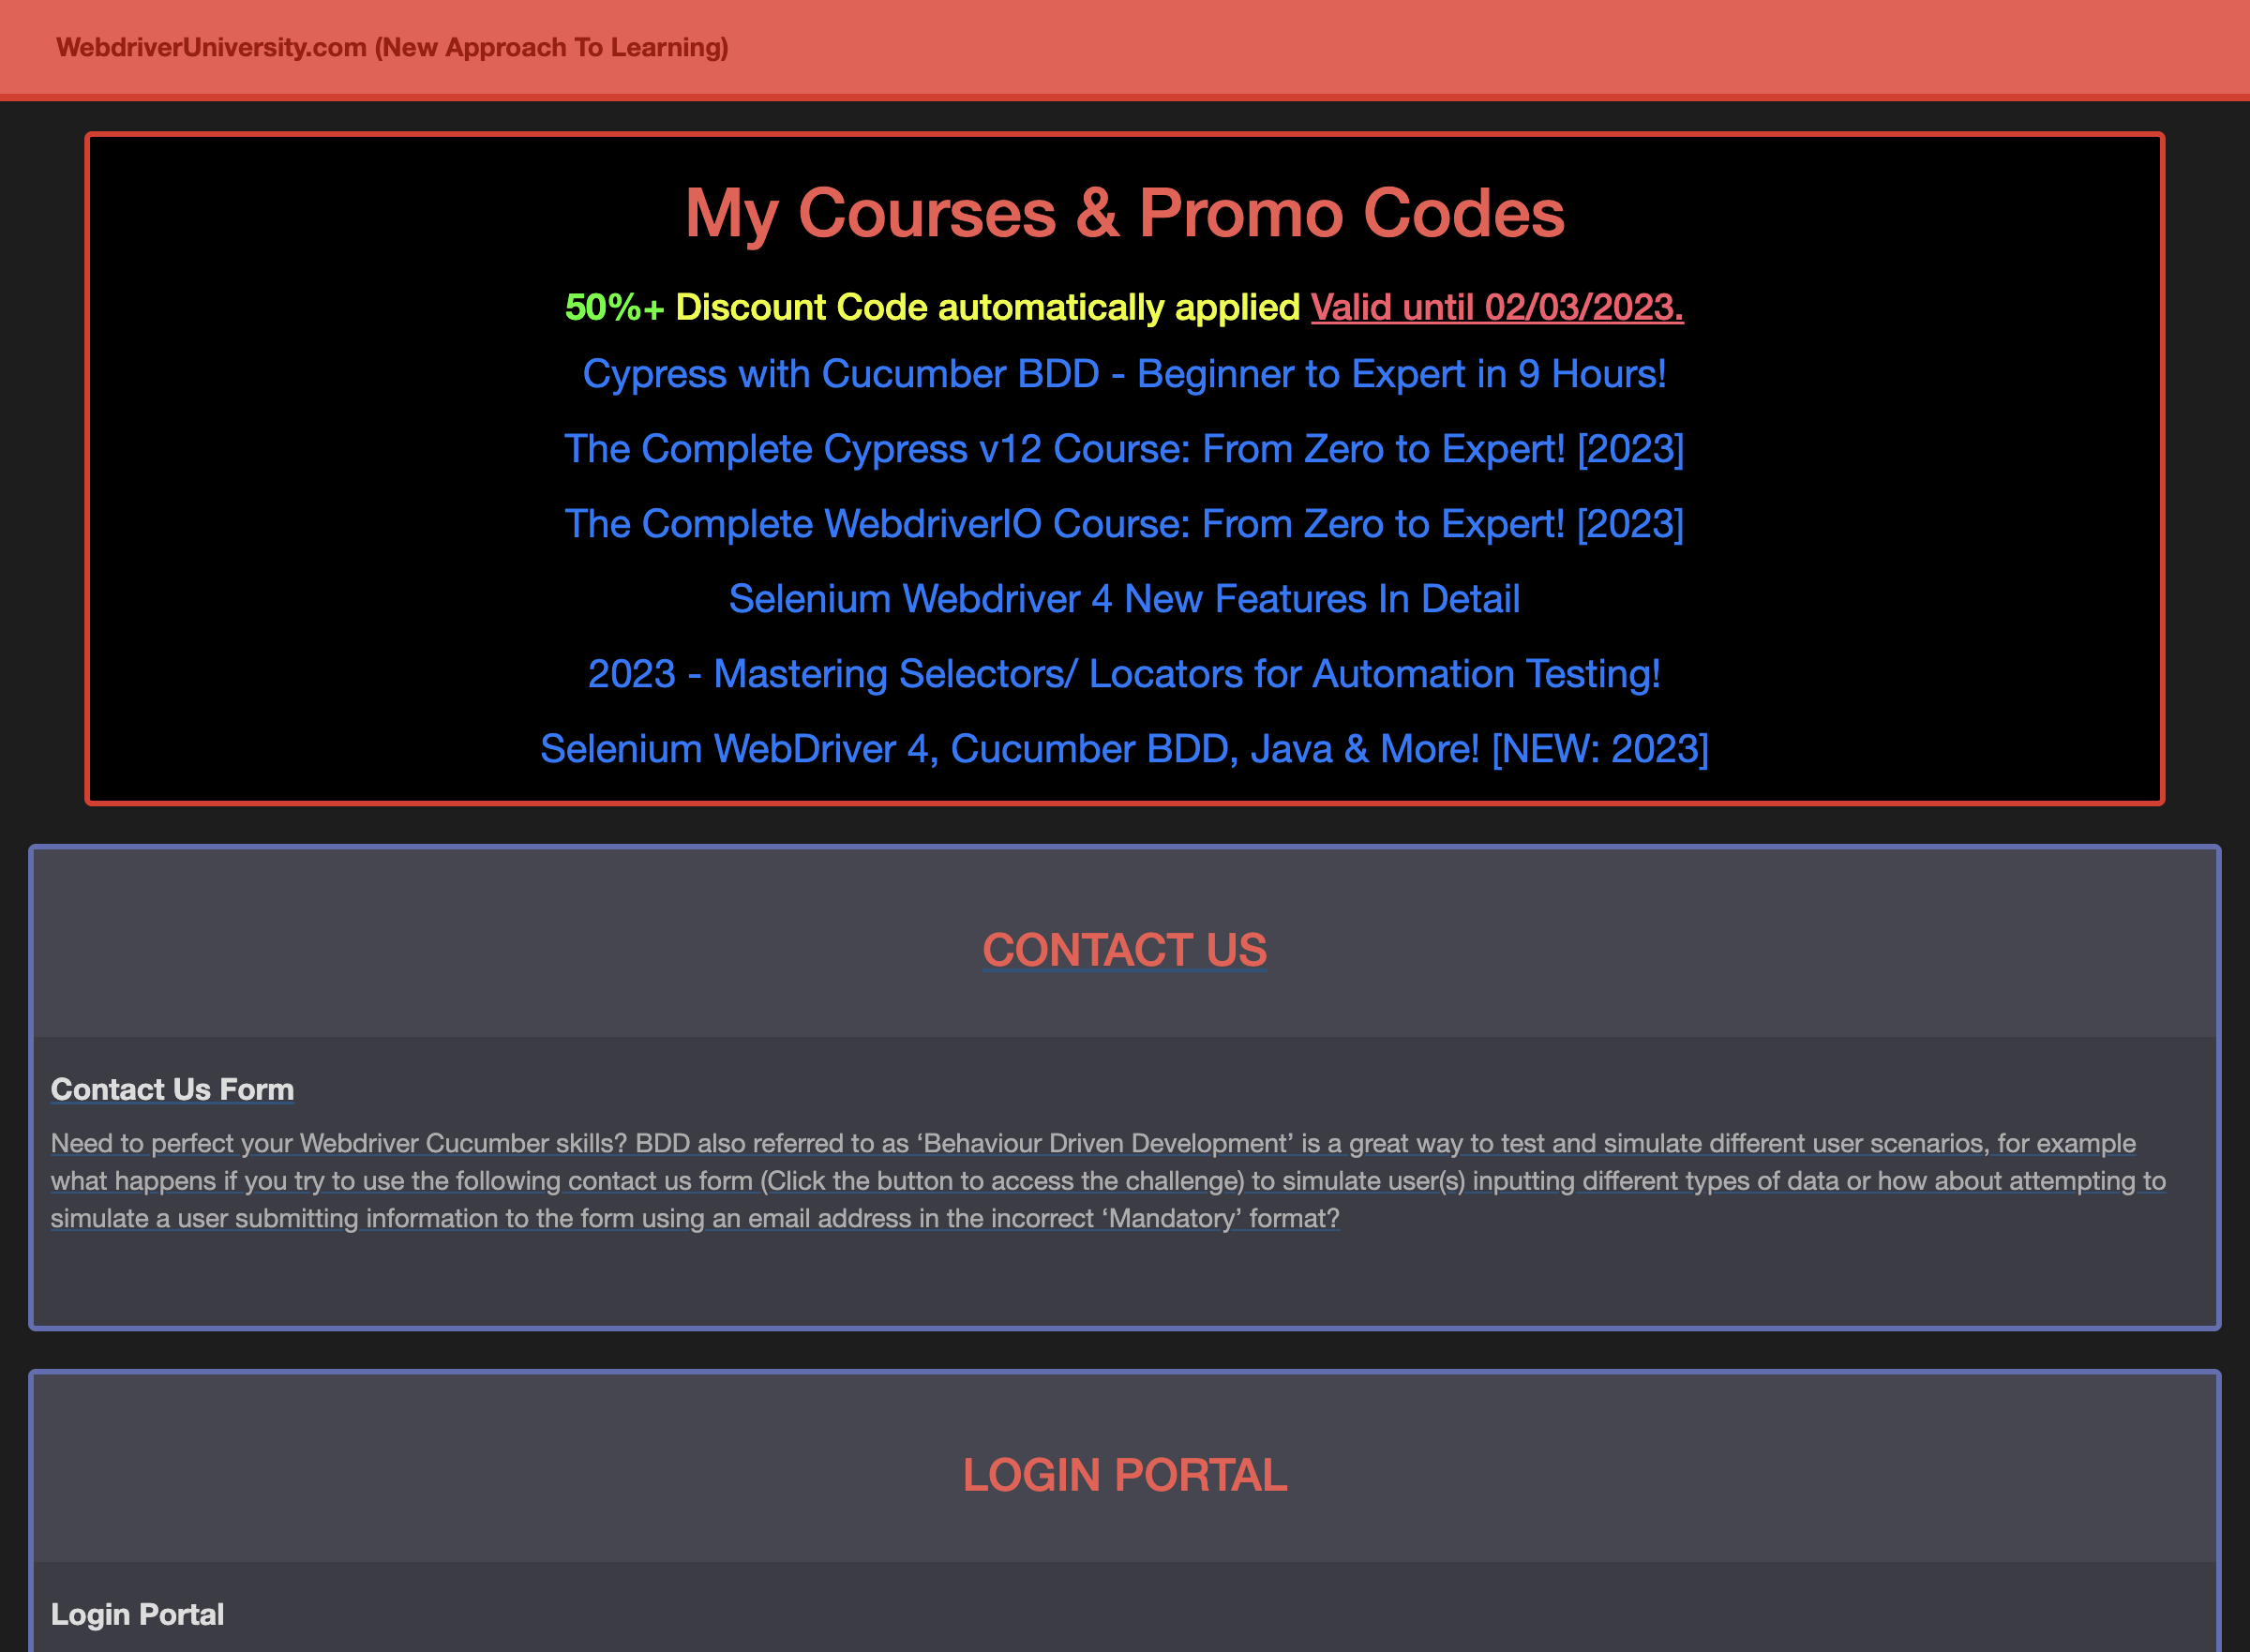 WebdriverUniversity.com (New Approach To Learning)
My Courses & Promo Codes
50%+ Discount Code automatically applied Valid until 02/03/2023.
Cypress with Cucumber BDD - Beginner to Expert in 9 Hours!
The Complete Cypress v12 Course: From Zero to Expert! [2023]
The Complete WebdriverIO Course: From Zero to Expert! [2023]
Selenium Webdriver 4 New Features In Detail
2023 - Mastering Selectors/ Locators for Automation Testing!
Selenium WebDriver 4, Cucumber BDD, Java & More! [NEW: 2023]
CONTACT US
Contact Us Form
Need to perfect your Webdriver Cucumber skills? BDD also referred to as ‘Behaviour Driven Development’ is a great way to test and simulate different user scenarios, for example
what happens if you try to use the following contact us form (Click the button to access the challenge) to simulate user(s) inputting different types of data or how about attempting to
simulate a user submitting information to the form using an email address in the incorrect ‘Mandatory’ format?
LOGIN PORTAL
Login Portal